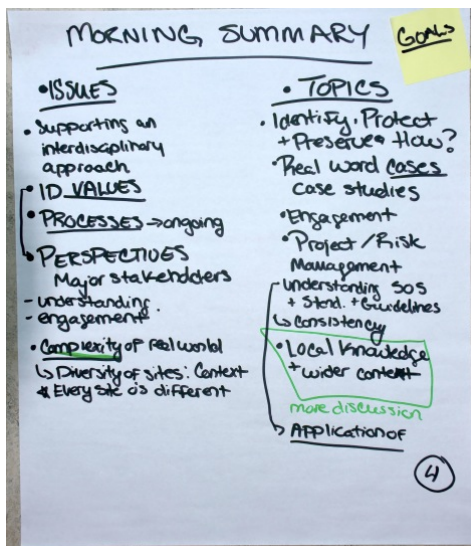 MORNING SUMMARY
GOALS
• ISSUES
• Supporting an
interdisciplinary
approach
• ID VALUES
• PROCESSES → ongoing
• PERSPECTIVES
Major stakeholders
- understanding
- engagement
• Complexity of real world
↳ Diversity of sites: Context
* Every site is different
• TOPICS
• Identify, Protect
+ Preserve • How?
• Real word cases
case studies
• Engagement
• Project / Risk
Management
- understanding SOS
+ Stand. + Guidelines
↳ Consistency
• Local Knowledge
+ wider context
more discussion
APPLICATION OF
4